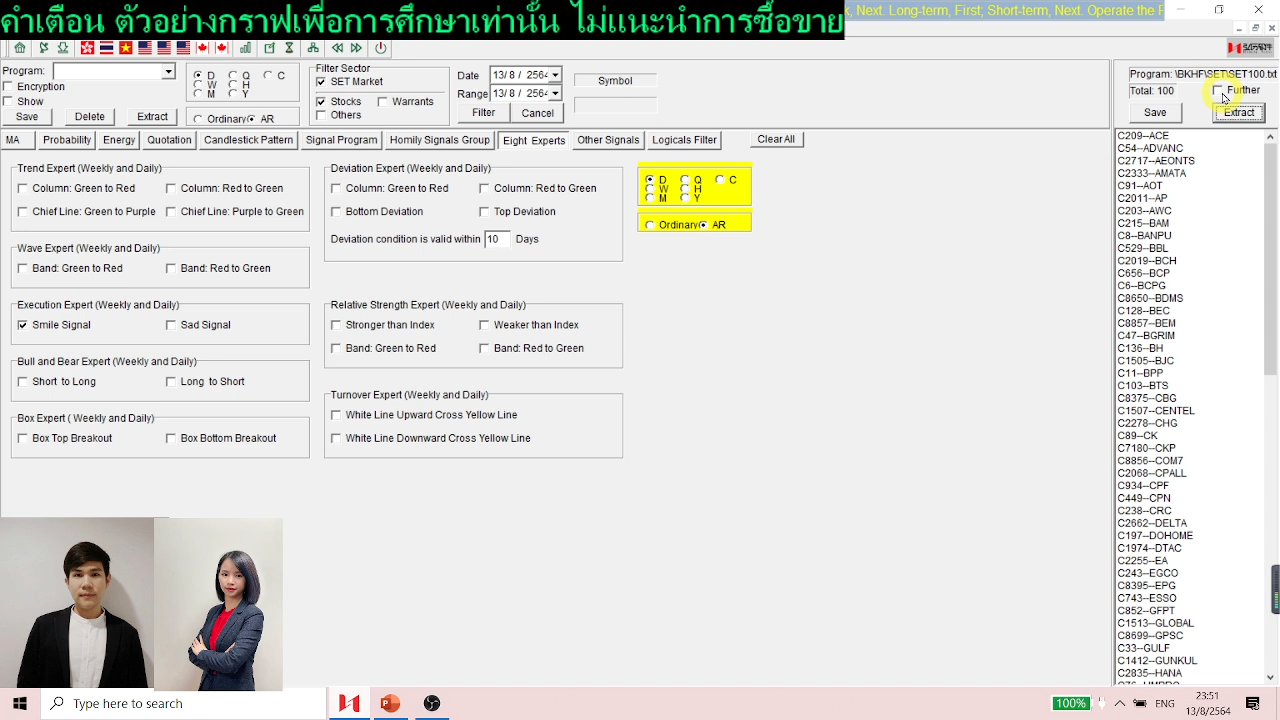 คำเตือน ตัวอย่างกราฟเพื่อการศึกษาเท่านั้น ไม่แนะนำการซื้อขาย
Next. Long-term, First; Short-term, Next. Operate the
Program:
Encryption
Show
Save Delete Extract
D Q C
W H
M Y
Ordinary AR
Filter Sector
SET Market
Stocks Warrants
Others
Date 13/ 8 / 2564
Range 13/ 8 / 2564
Filter Cancel
Symbol
Program: \BKHF\SET\SET100.txt
Total: 100 Further
Save Extract
MA Probability Energy Quotation Candlestick Pattern Signal Program Homily Signals Group Eight Experts Other Signals Logicals Filter Clear All
Trend Expert (Weekly and Daily)
Column: Green to Red Column: Red to Green
Chief Line: Green to Purple Chief Line: Purple to Green
Wave Expert (Weekly and Daily)
Band: Green to Red Band: Red to Green
Execution Expert (Weekly and Daily)
Smile Signal Sad Signal
Bull and Bear Expert (Weekly and Daily)
Short to Long Long to Short
Box Expert ( Weekly and Daily)
Box Top Breakout Box Bottom Breakout
Deviation Expert (Weekly and Daily)
Column: Green to Red Column: Red to Green
Bottom Deviation Top Deviation
Deviation condition is valid within 10 Days
Relative Strength Expert (Weekly and Daily)
Stronger than Index Weaker than Index
Band: Green to Red Band: Red to Green
Turnover Expert (Weekly and Daily)
White Line Upward Cross Yellow Line
White Line Downward Cross Yellow Line
D Q C
W H
M Y
Ordinary AR
C209--ACE
C54--ADVANC
C2717--AEONTS
C2333--AMATA
C91--AOT
C2011--AP
C203--AWC
C215--BAM
C8--BANPU
C529--BBL
C2019--BCH
C656--BCP
C6--BCPG
C8650--BDMS
C128--BEC
C8857--BEM
C47--BGRIM
C136--BH
C1505--BJC
C11--BPP
C103--BTS
C8375--CBG
C1507--CENTEL
C2278--CHG
C89--CK
C7180--CKP
C8856--COM7
C2068--CPALL
C934--CPF
C449--CPN
C238--CRC
C2662--DELTA
C197--DOHOME
C1974--DTAC
C2255--EA
C243--EGCO
C8395--EPG
C743--ESSO
C852--GFPT
C1513--GLOBAL
C8699--GPSC
C33--GULF
C1412--GUNKUL
C2835--HANA
Type here to search
100%
ENG
23:51
13/8/2564